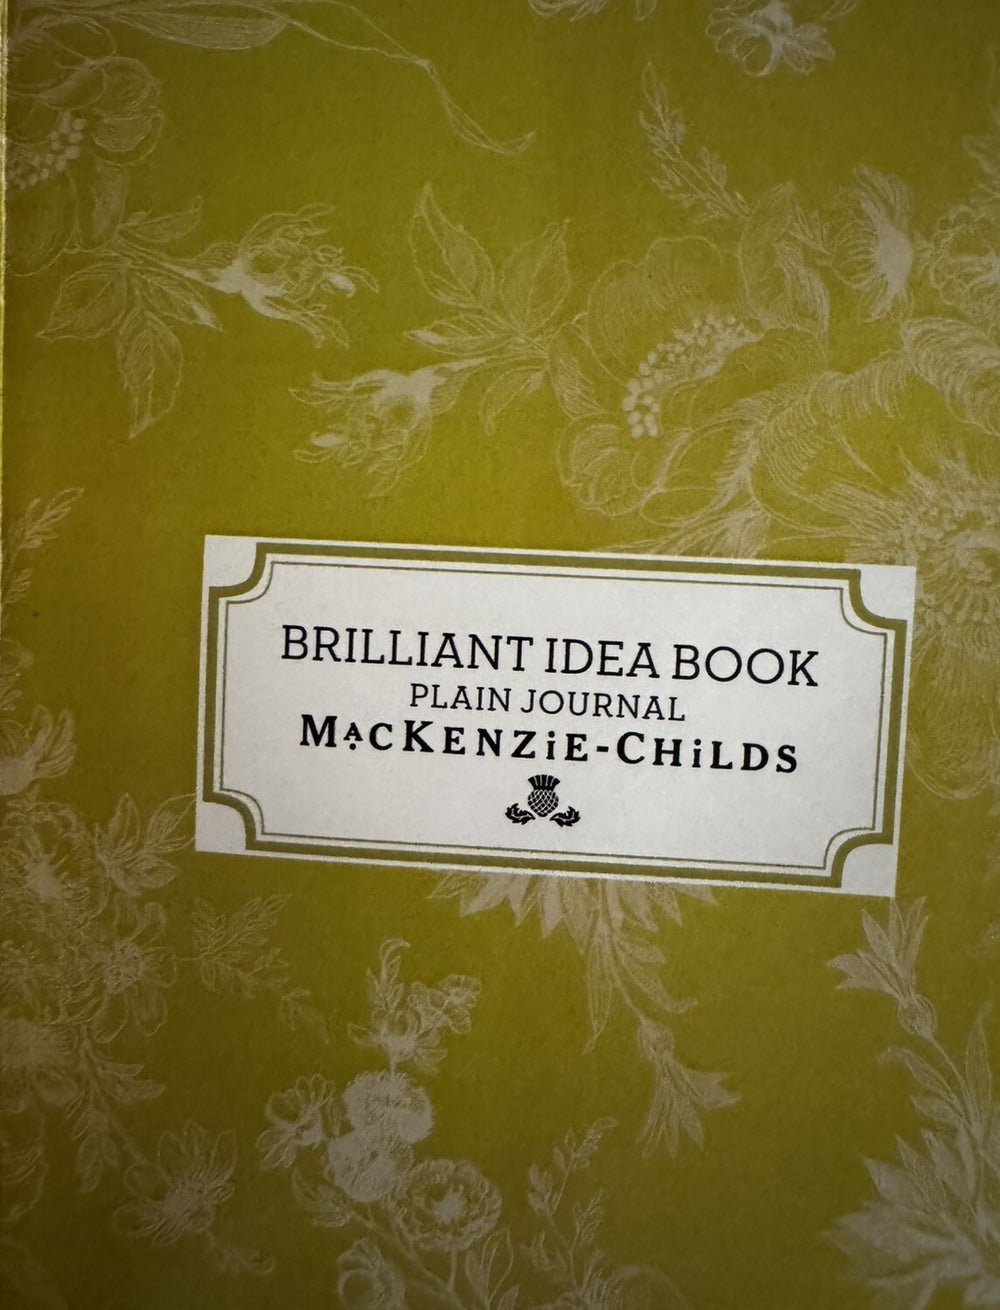 BRILLIANT IDEA BOOK
PLAIN JOURNAL
MACKENZiE-CHiLDS